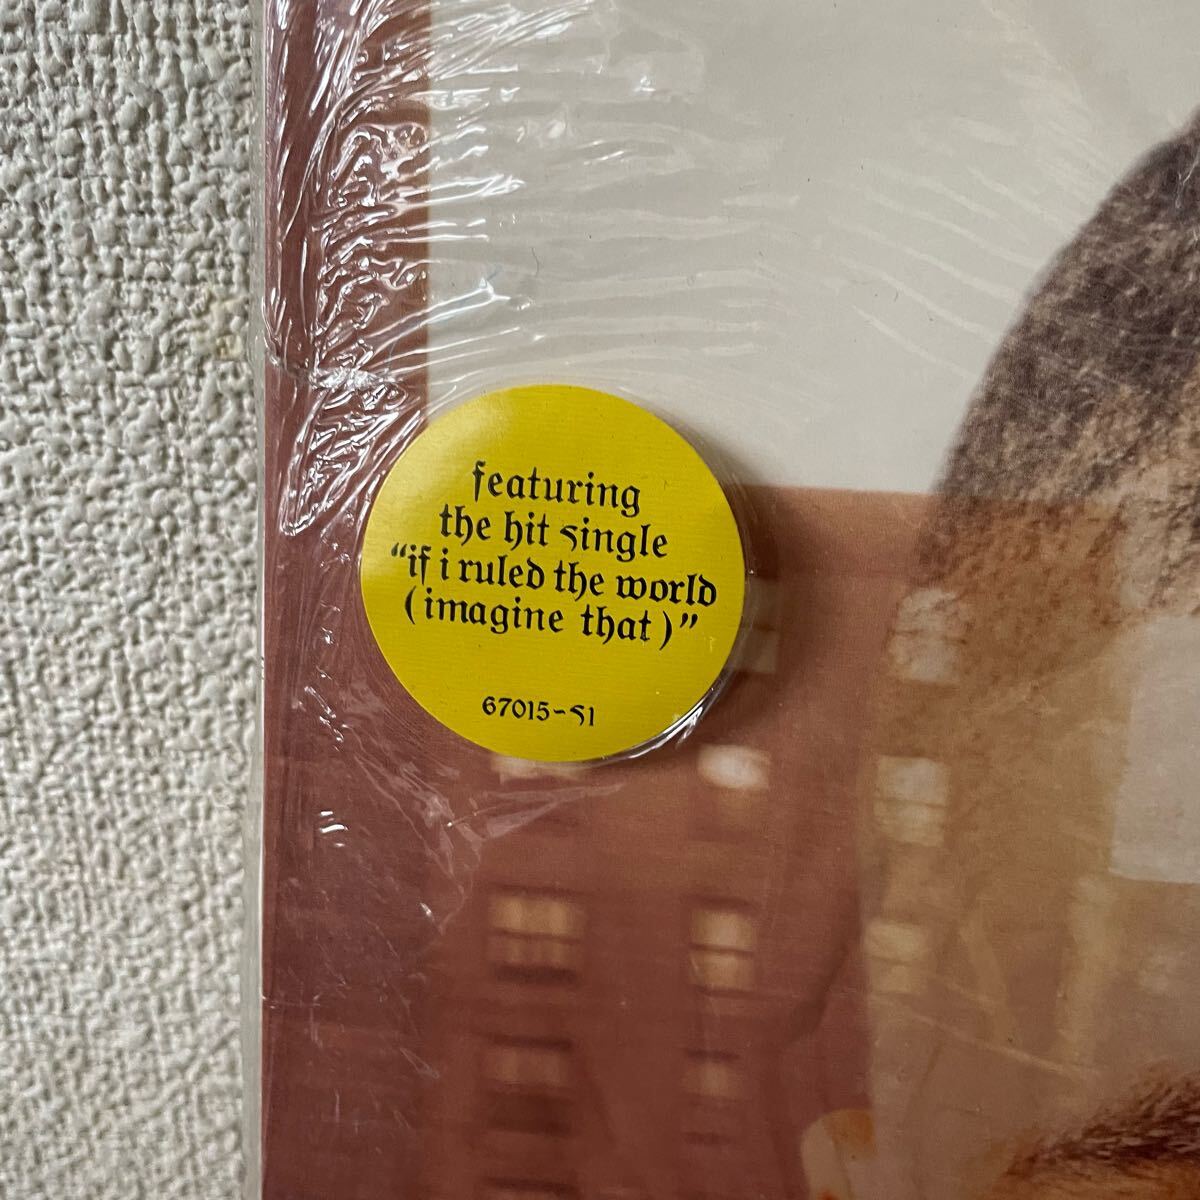 featuring
the hit single
“if i ruled the world
(imagine that)”
67015-S1